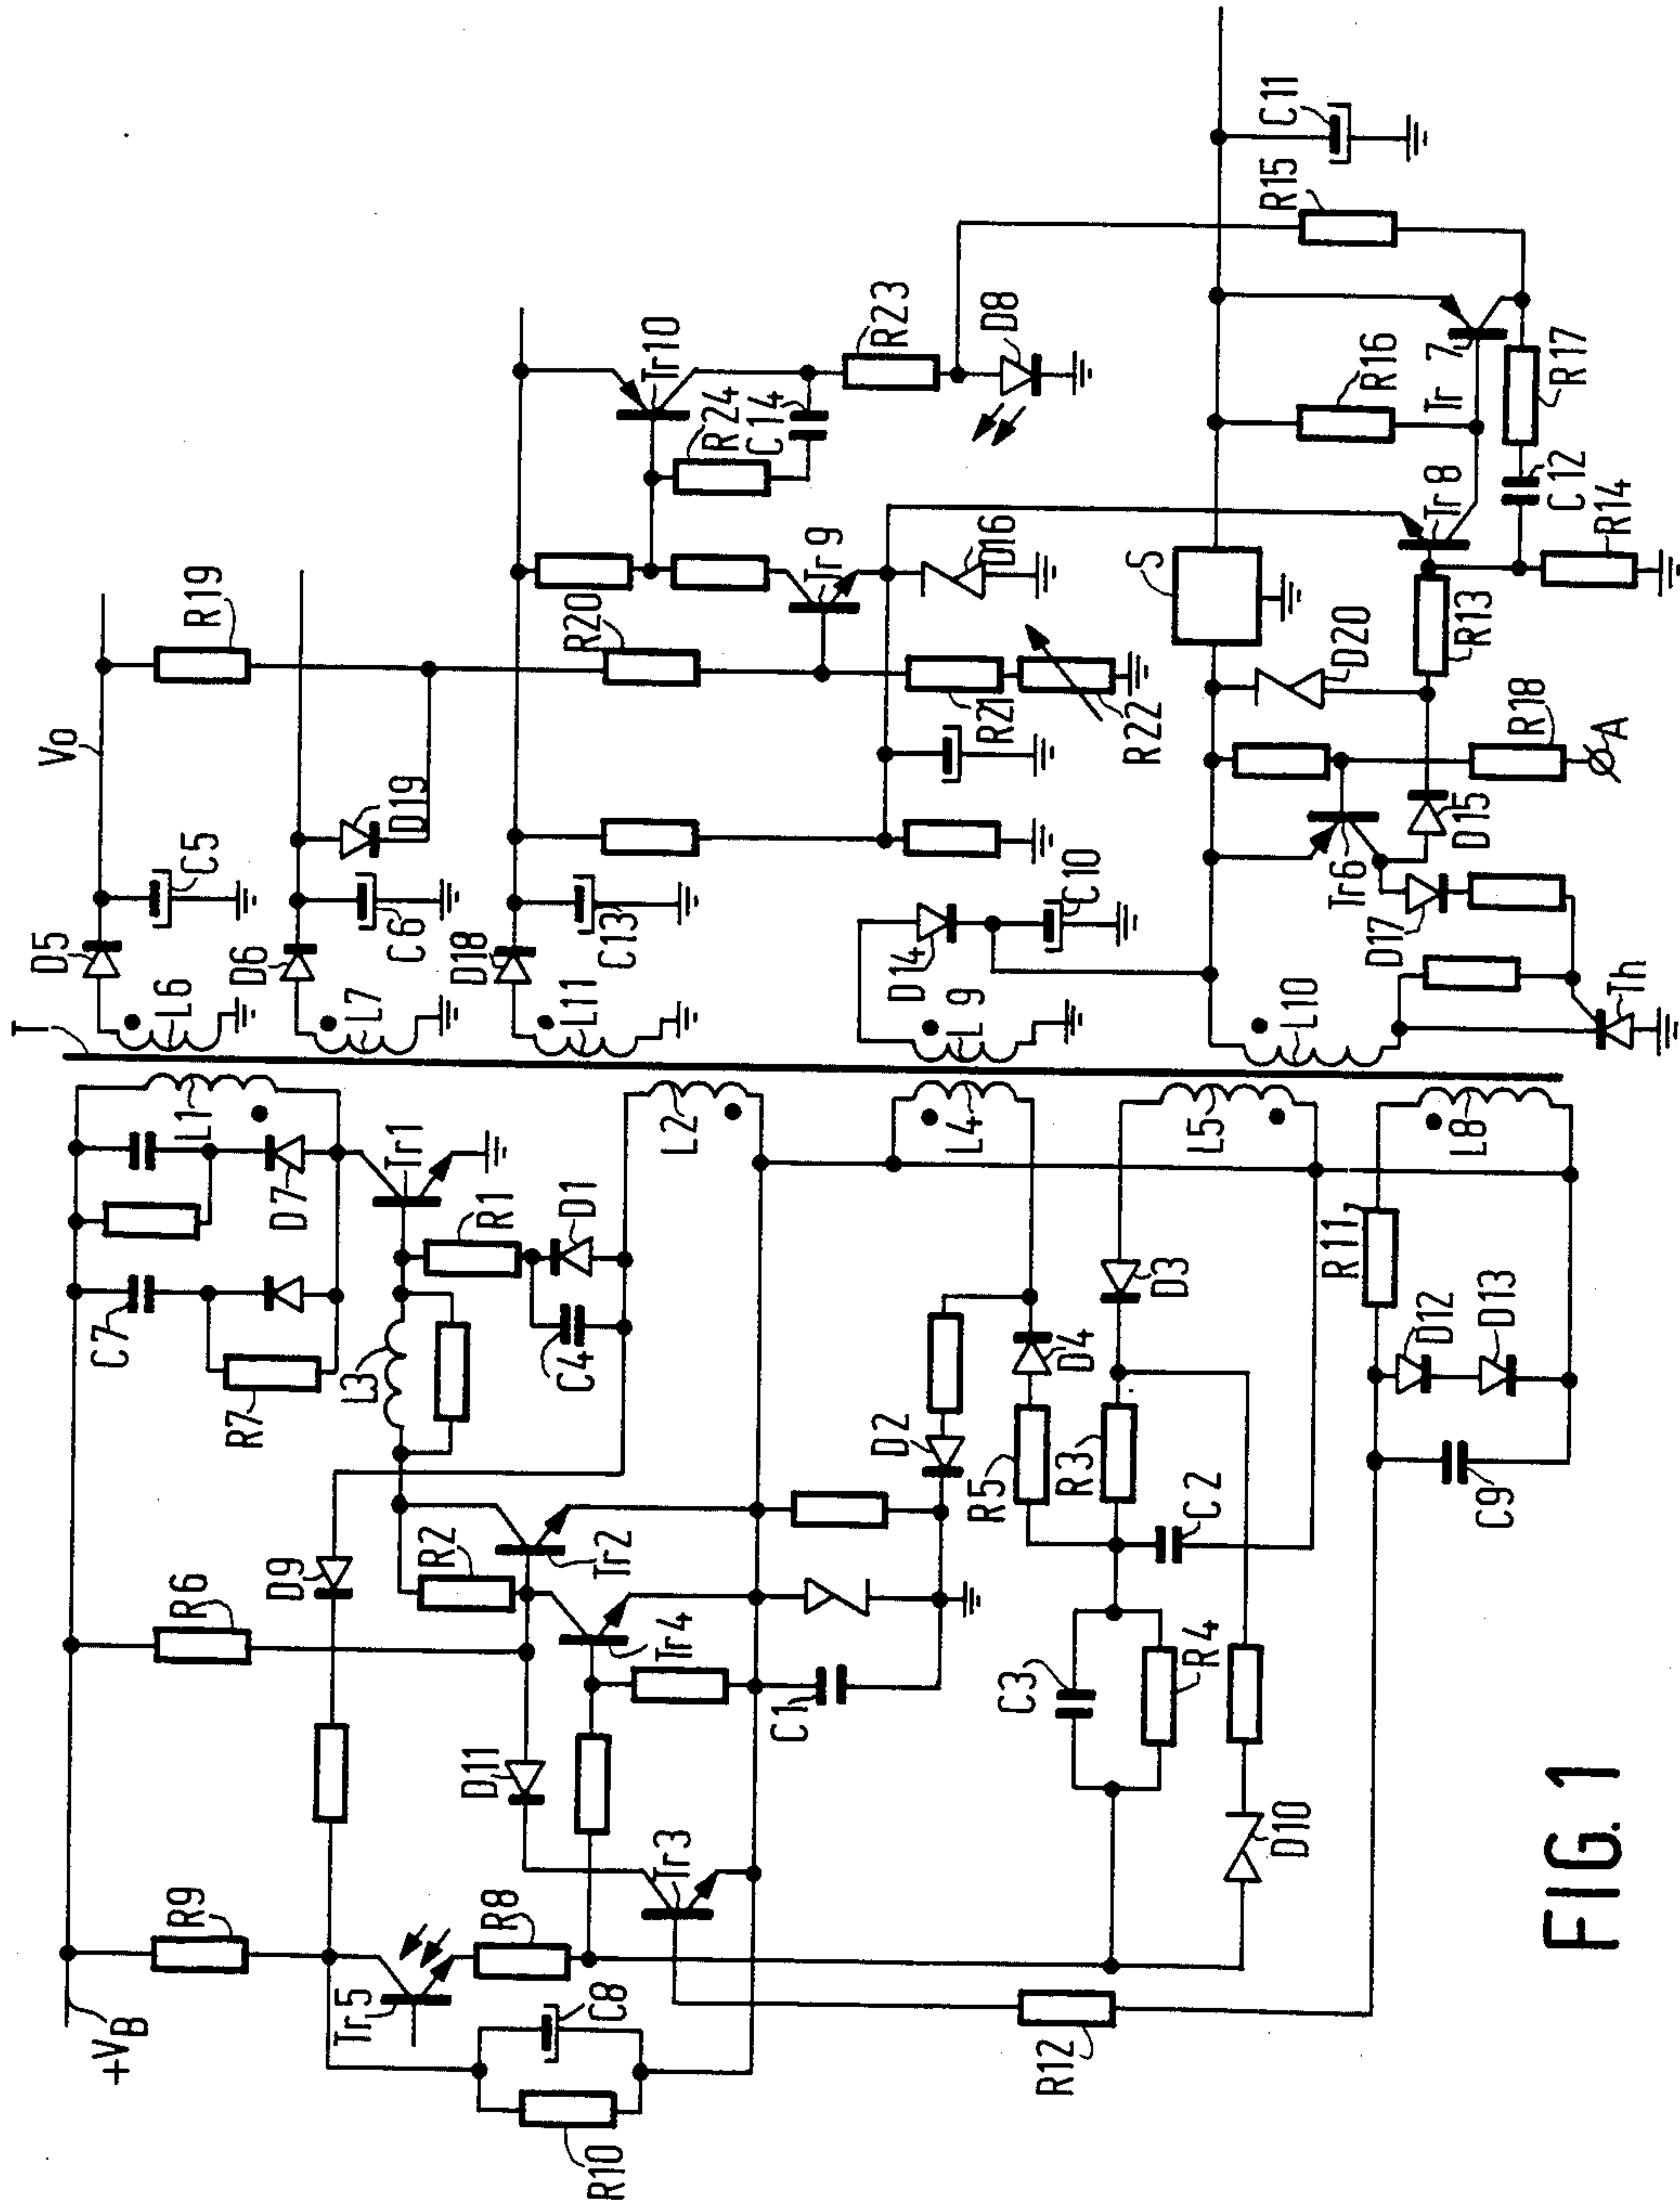 +VB
R9
R6
C7
L1
T
D5
L6
C5
V0
R19
R7
D7
Tr1
D9
L3
R1
D1
C4
L2
D6
L7
C6
D19
Tr5
R8
D11
R2
Tr2
Tr4
D18
L11
C13
R20
Tr9
R24
Tr10
C14
R23
D8
R10
C8
Tr3
C1
D2
D4
L4
R5
D14
L9
C10
R21
R22
D16
R12
C3
R4
C2
R3
D3
L5
D10
R11
L8
D12
D13
C9
L10
Tr6
D17
Th
D15
R18
A
D20
S
R13
Tr8
R14
C12
R16
Tr7
R17
R15
C11
FIG. 1